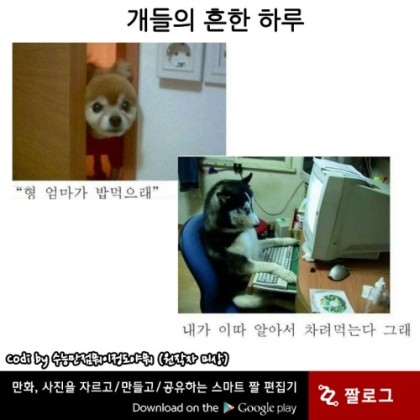 개들의 흔한 하루
“형 엄마가 밥먹으래”
내가 이따 알아서 차려먹는다 그래
만화, 사진을 자르고/만들고/공유하는 스마트 짤 편집기
Download on the Google play
짤로그